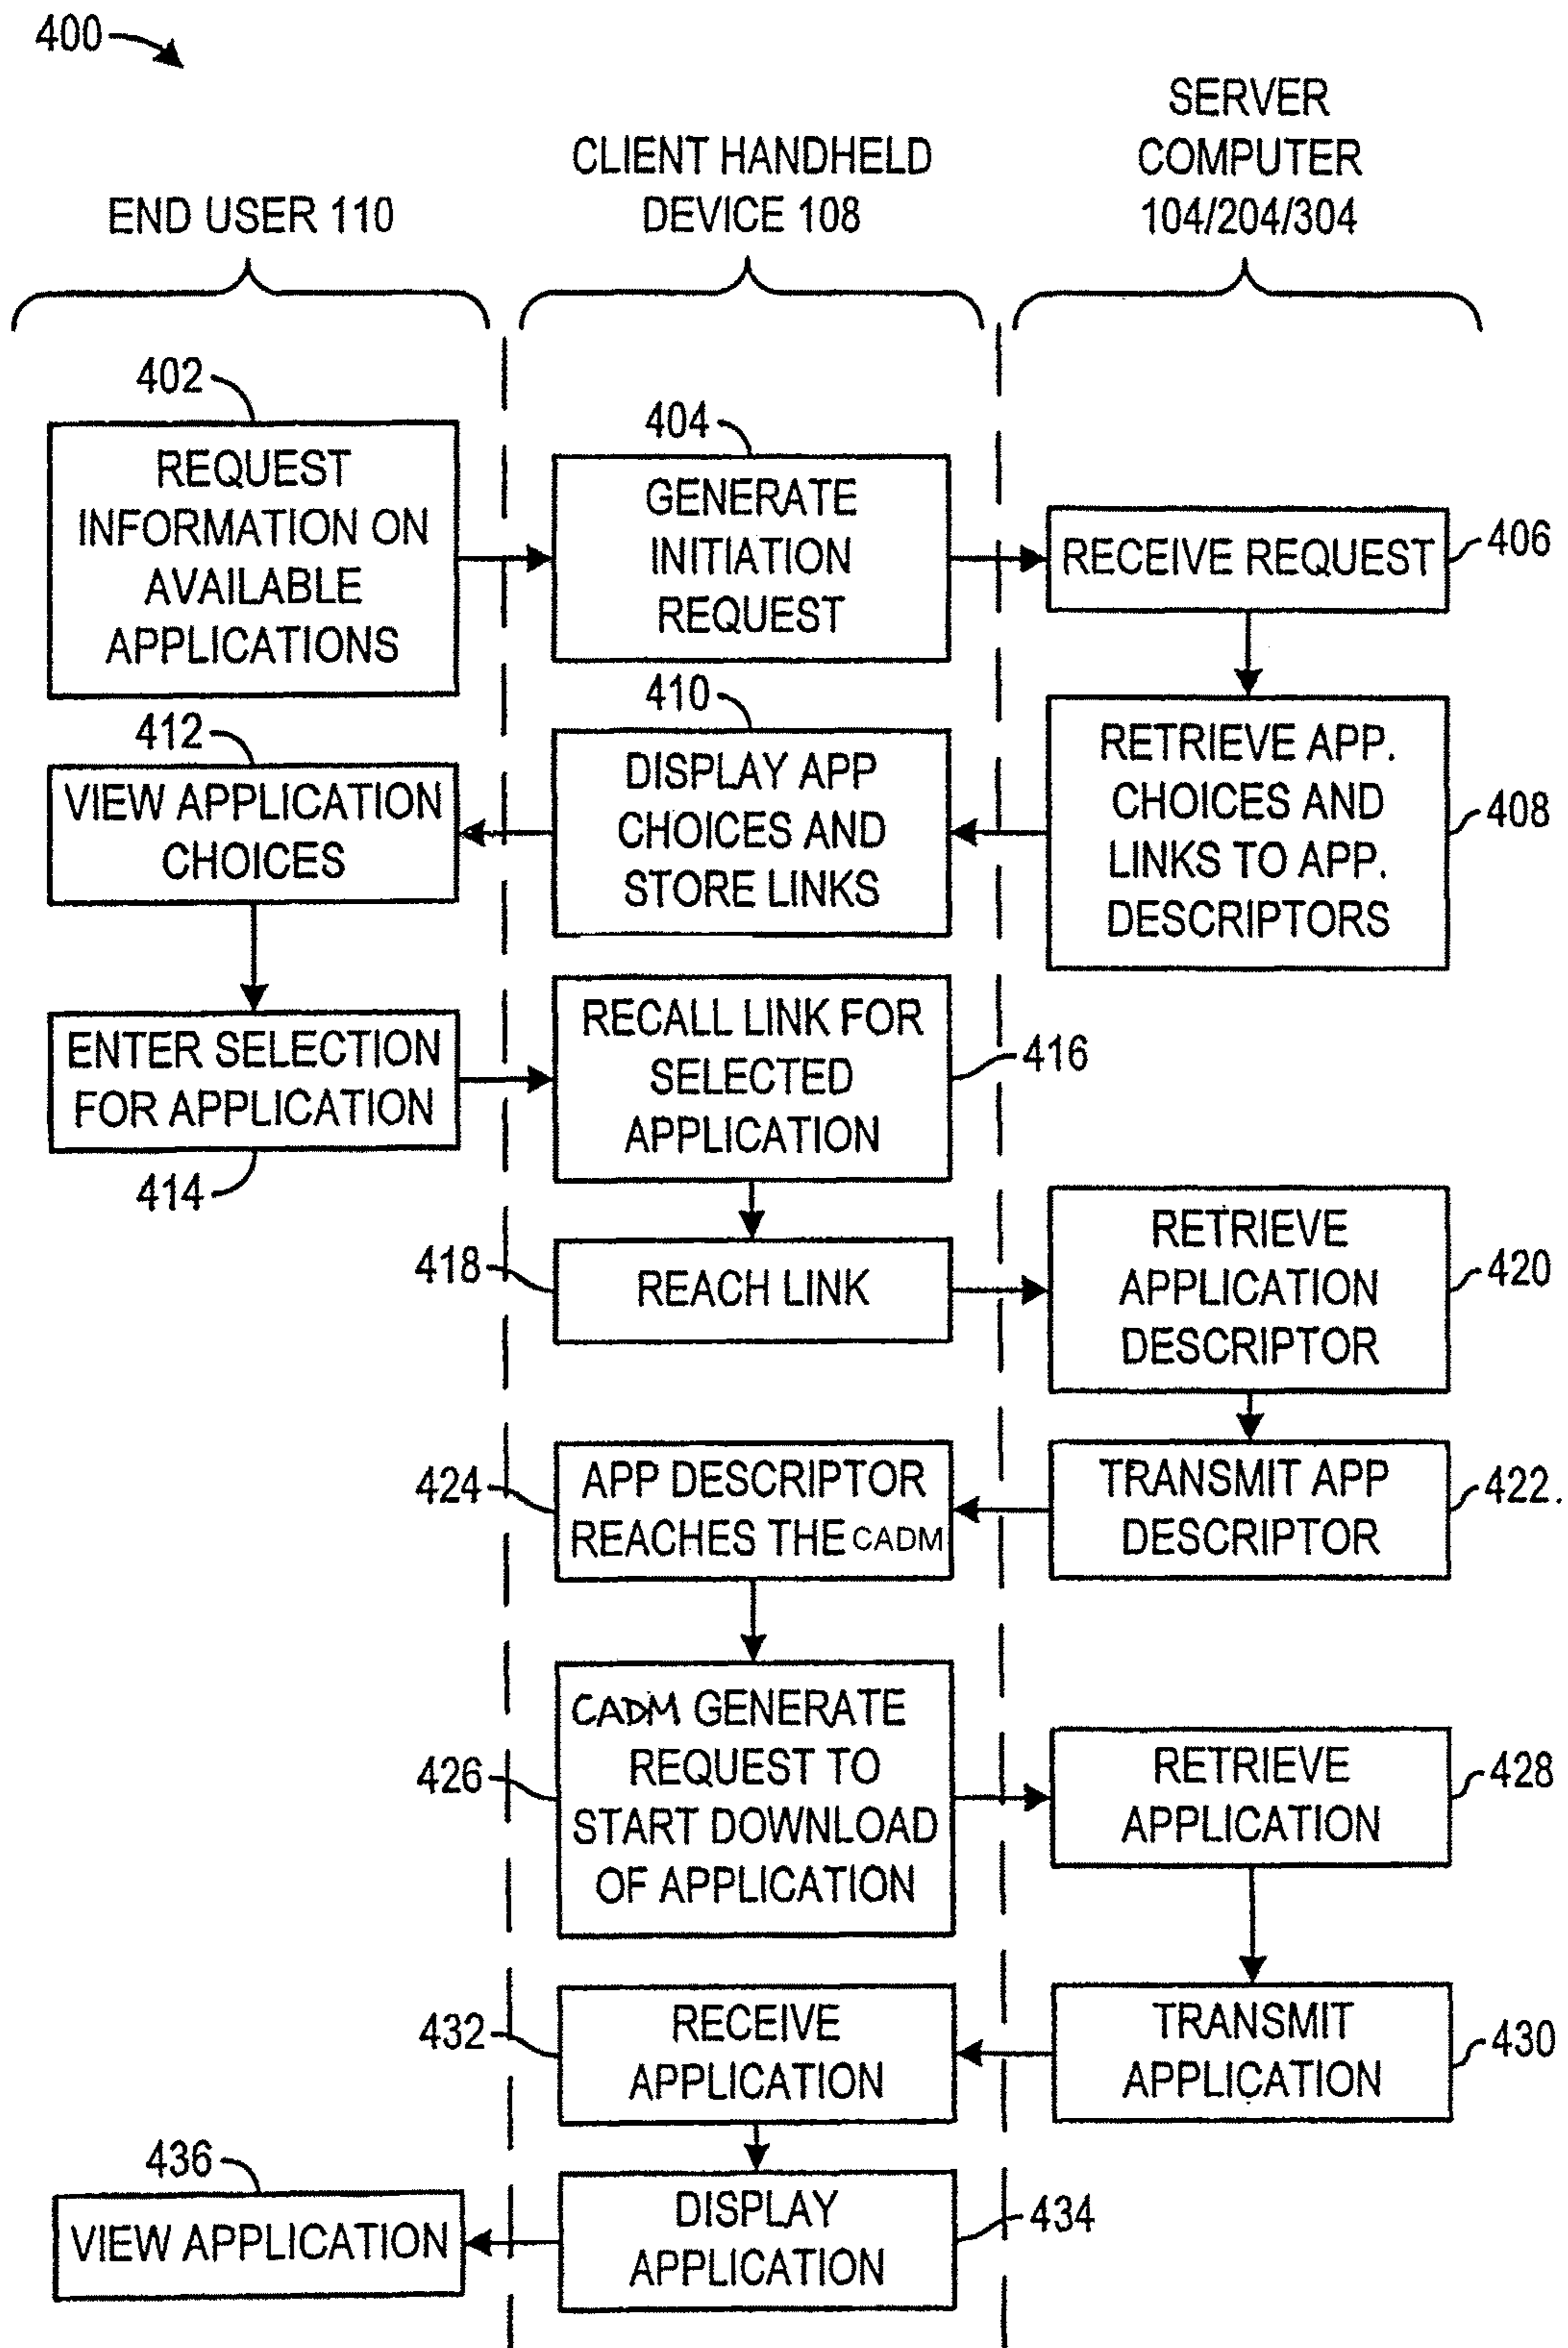 400
END USER 110
CLIENT HANDHELD
DEVICE 108
SERVER
COMPUTER
104/204/304
402
REQUEST
INFORMATION ON
AVAILABLE
APPLICATIONS
404
GENERATE
INITIATION
REQUEST
RECEIVE REQUEST
406
412
VIEW APPLICATION
CHOICES
410
DISPLAY APP
CHOICES AND
STORE LINKS
RETRIEVE APP.
CHOICES AND
LINKS TO APP.
DESCRIPTORS
408
ENTER SELECTION
FOR APPLICATION
414
RECALL LINK FOR
SELECTED
APPLICATION
416
418
REACH LINK
RETRIEVE
APPLICATION
DESCRIPTOR
420
424
APP DESCRIPTOR
REACHES THE CADM
TRANSMIT APP
DESCRIPTOR
422.
426
CADM GENERATE
REQUEST TO
START DOWNLOAD
OF APPLICATION
RETRIEVE
APPLICATION
428
432
RECEIVE
APPLICATION
TRANSMIT
APPLICATION
430
436
VIEW APPLICATION
DISPLAY
APPLICATION
434